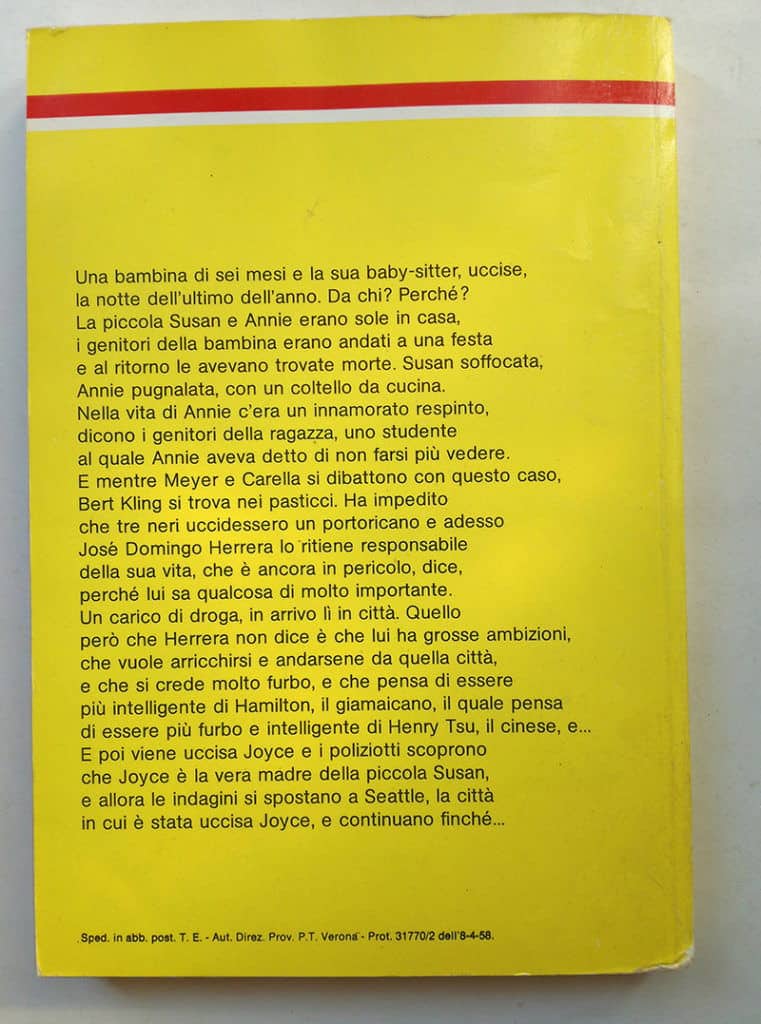 Una bambina di sei mesi e la sua baby-sitter, uccise,
la notte dell'ultimo dell'anno. Da chi? Perché?
La piccola Susan e Annie erano sole in casa,
i genitori della bambina erano andati a una festa
e al ritorno le avevano trovate morte. Susan soffocata,
Annie pugnalata, con un coltello da cucina.
Nella vita di Annie c'era un innamorato respinto,
dicono i genitori della ragazza, uno studente
al quale Annie aveva detto di non farsi più vedere.
E mentre Meyer e Carella si dibattono con questo caso,
Bert Kling si trova nei pasticci. Ha impedito
che tre neri uccidessero un portoricano e adesso
José Domingo Herrera lo ritiene responsabile
della sua vita, che è ancora in pericolo, dice,
perché lui sa qualcosa di molto importante.
Un carico di droga, in arrivo lì in città. Quello
però che Herrera non dice è che lui ha grosse ambizioni,
che vuole arricchirsi e andarsene da quella città,
e che si crede molto furbo, e che pensa di essere
più intelligente di Hamilton, il giamaicano, il quale pensa
di essere più furbo e intelligente di Henry Tsu, il cinese, e...
E poi viene uccisa Joyce e i poliziotti scoprono
che Joyce è la vera madre della piccola Susan,
e allora le indagini si spostano a Seattle, la città
in cui è stata uccisa Joyce, e continuano finché...
Sped. in abb. post. T. E. - Aut. Direz. Prov. P.T. Verona - Prot. 31770/2 dell'8-4-58.